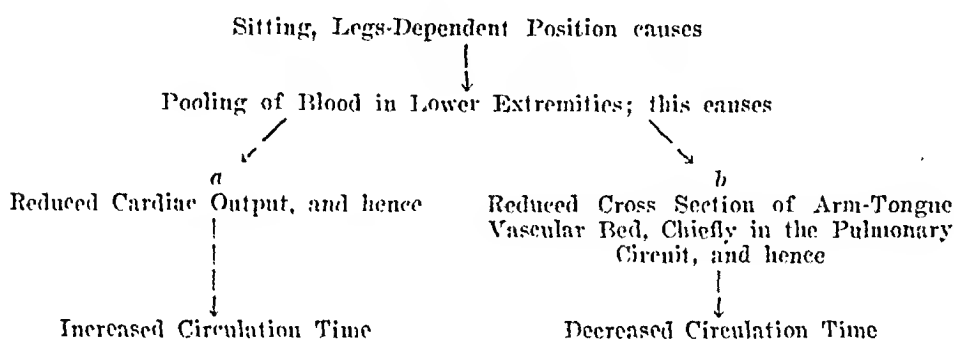 Sitting, Legs-Dependent Position causes
Pooling of Blood in Lower Extremities; this causes
a
Reduced Cardiac Output, and hence
Increased Circulation Time
b
Reduced Cross Section of Arm-Tongue
Vascular Bed, Chiefly in the Pulmonary
Circuit, and hence
Decreased Circulation Time